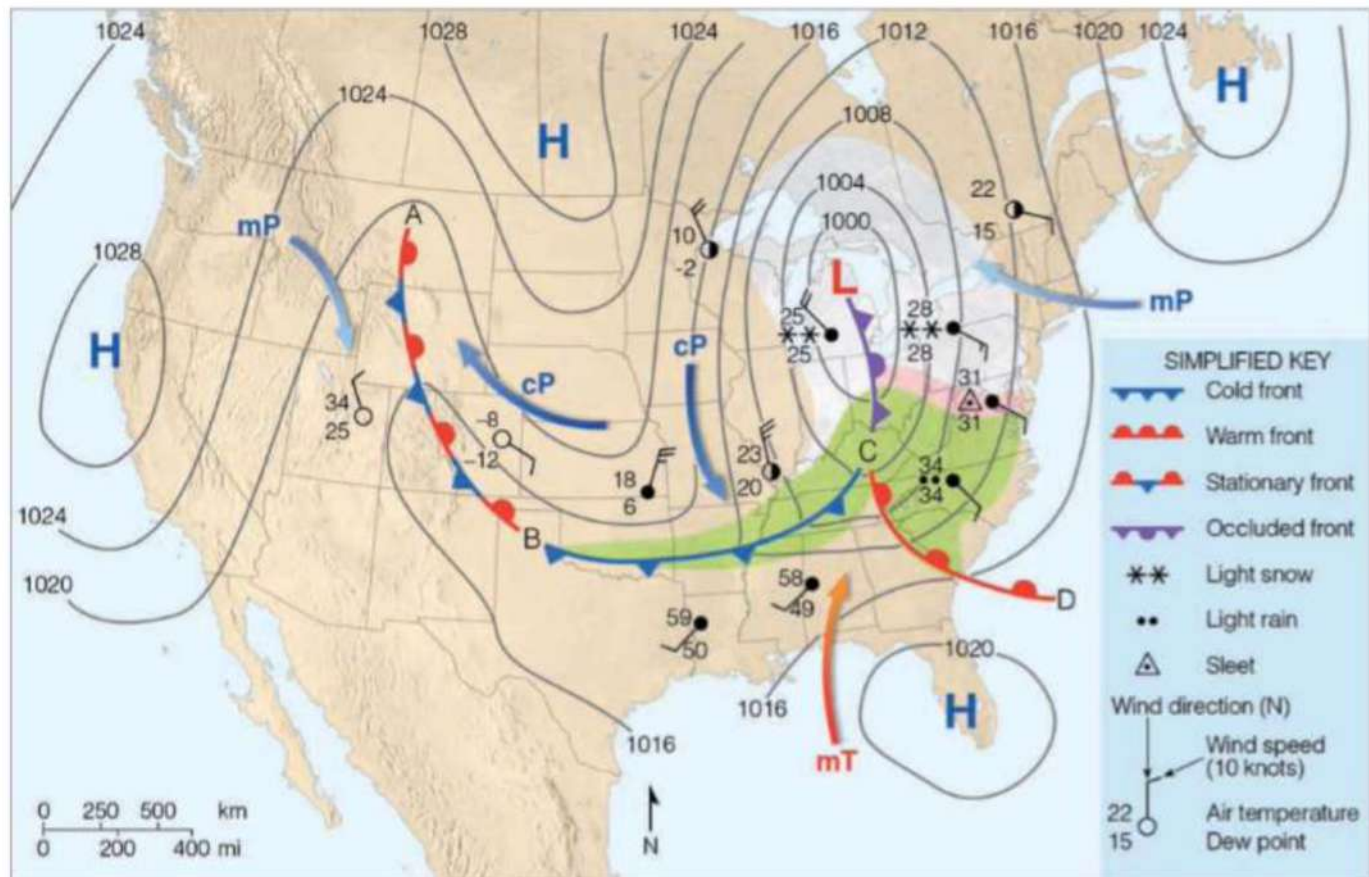 1024
1028
1024
1016
1012
1016
1020
1024
H
1024
H
1008
1004
22
15
mP
A
10
-2
1000
1028
L
mP
H
25
25
28
28
cP
cP
31
31
34
25
-8
-12
C
18
6
23
20
34
34
1024
B
58
49
1020
59
50
D
1020
H
1016
1016
mT
0 250 500 km
0 200 400 mi
N
SIMPLIFIED KEY
Cold front
Warm front
Stationary front
Occluded front
Light snow
Light rain
Sleet
Wind direction (N)
Wind speed
(10 knots)
22 Air temperature
15 Dew point